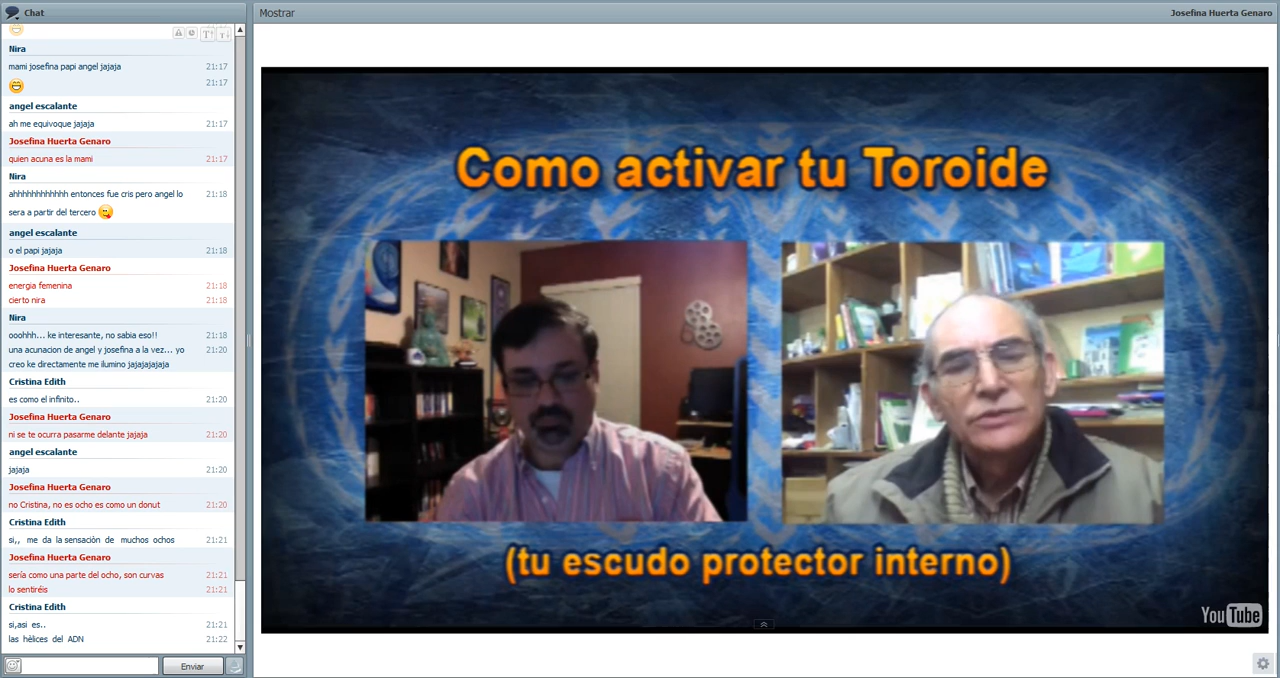 Chat
Nira
mami josefina papi angel jajaja 21:17
21:17
angel escalante
ah me equivoque jajaja 21:17
Josefina Huerta Genaro
quien acuna es la mami 21:17
Nira
ahhhhhhhhhhhh entonces fue cris pero angel lo 21:18
sera a partir del tercero
angel escalante
o el papi jajaja 21:18
Josefina Huerta Genaro
energia femenina 21:18
cierto nira 21:18
Nira
ooohhh... ke interesante, no sabia eso!! 21:18
una acunacion de angel y josefina a la vez... yo 21:20
creo ke directamente me ilumino jajajajajaja
Cristina Edith
es como el infinito.. 21:20
Josefina Huerta Genaro
ni se te ocurra pasarme delante jajaja 21:20
angel escalante
jajaja 21:20
Josefina Huerta Genaro
no Cristina, no es ocho es como un donut 21:20
Cristina Edith
si,, me da la sensaciòn de muchos ochos 21:21
Josefina Huerta Genaro
sería como una parte del ocho, son curvas 21:21
lo sentiréis 21:21
Cristina Edith
si,asi es.. 21:21
las hèlices del ADN 21:22
Enviar
Mostrar
Josefina Huerta Genaro
Como activar tu Toroide
(tu escudo protector interno)
YouTube